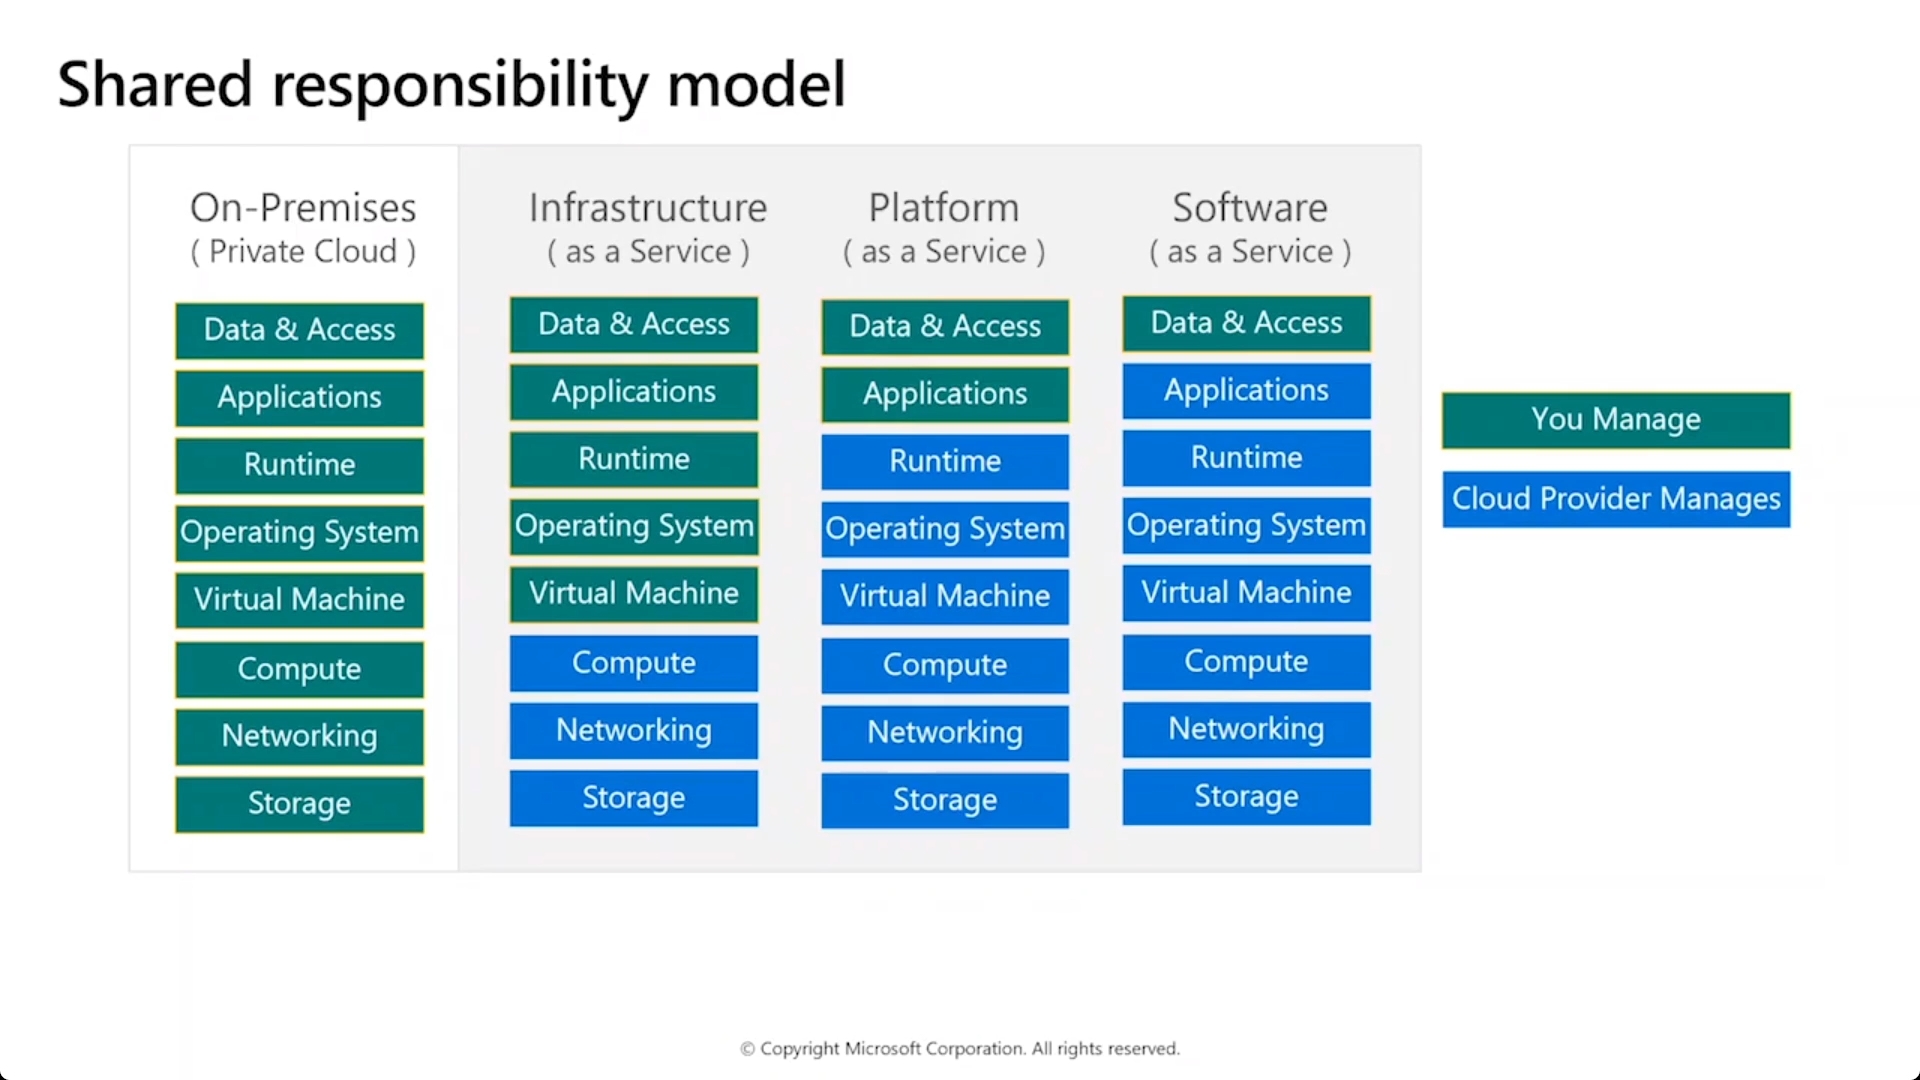 Shared responsibility model
On-Premises
( Private Cloud )
Data & Access
Applications
Runtime
Operating System
Virtual Machine
Compute
Networking
Storage
Infrastructure
( as a Service )
Data & Access
Applications
Runtime
Operating System
Virtual Machine
Compute
Networking
Storage
Platform
( as a Service )
Data & Access
Applications
Runtime
Operating System
Virtual Machine
Compute
Networking
Storage
Software
( as a Service )
Data & Access
Applications
Runtime
Operating System
Virtual Machine
Compute
Networking
Storage
You Manage
Cloud Provider Manages
© Copyright Microsoft Corporation. All rights reserved.